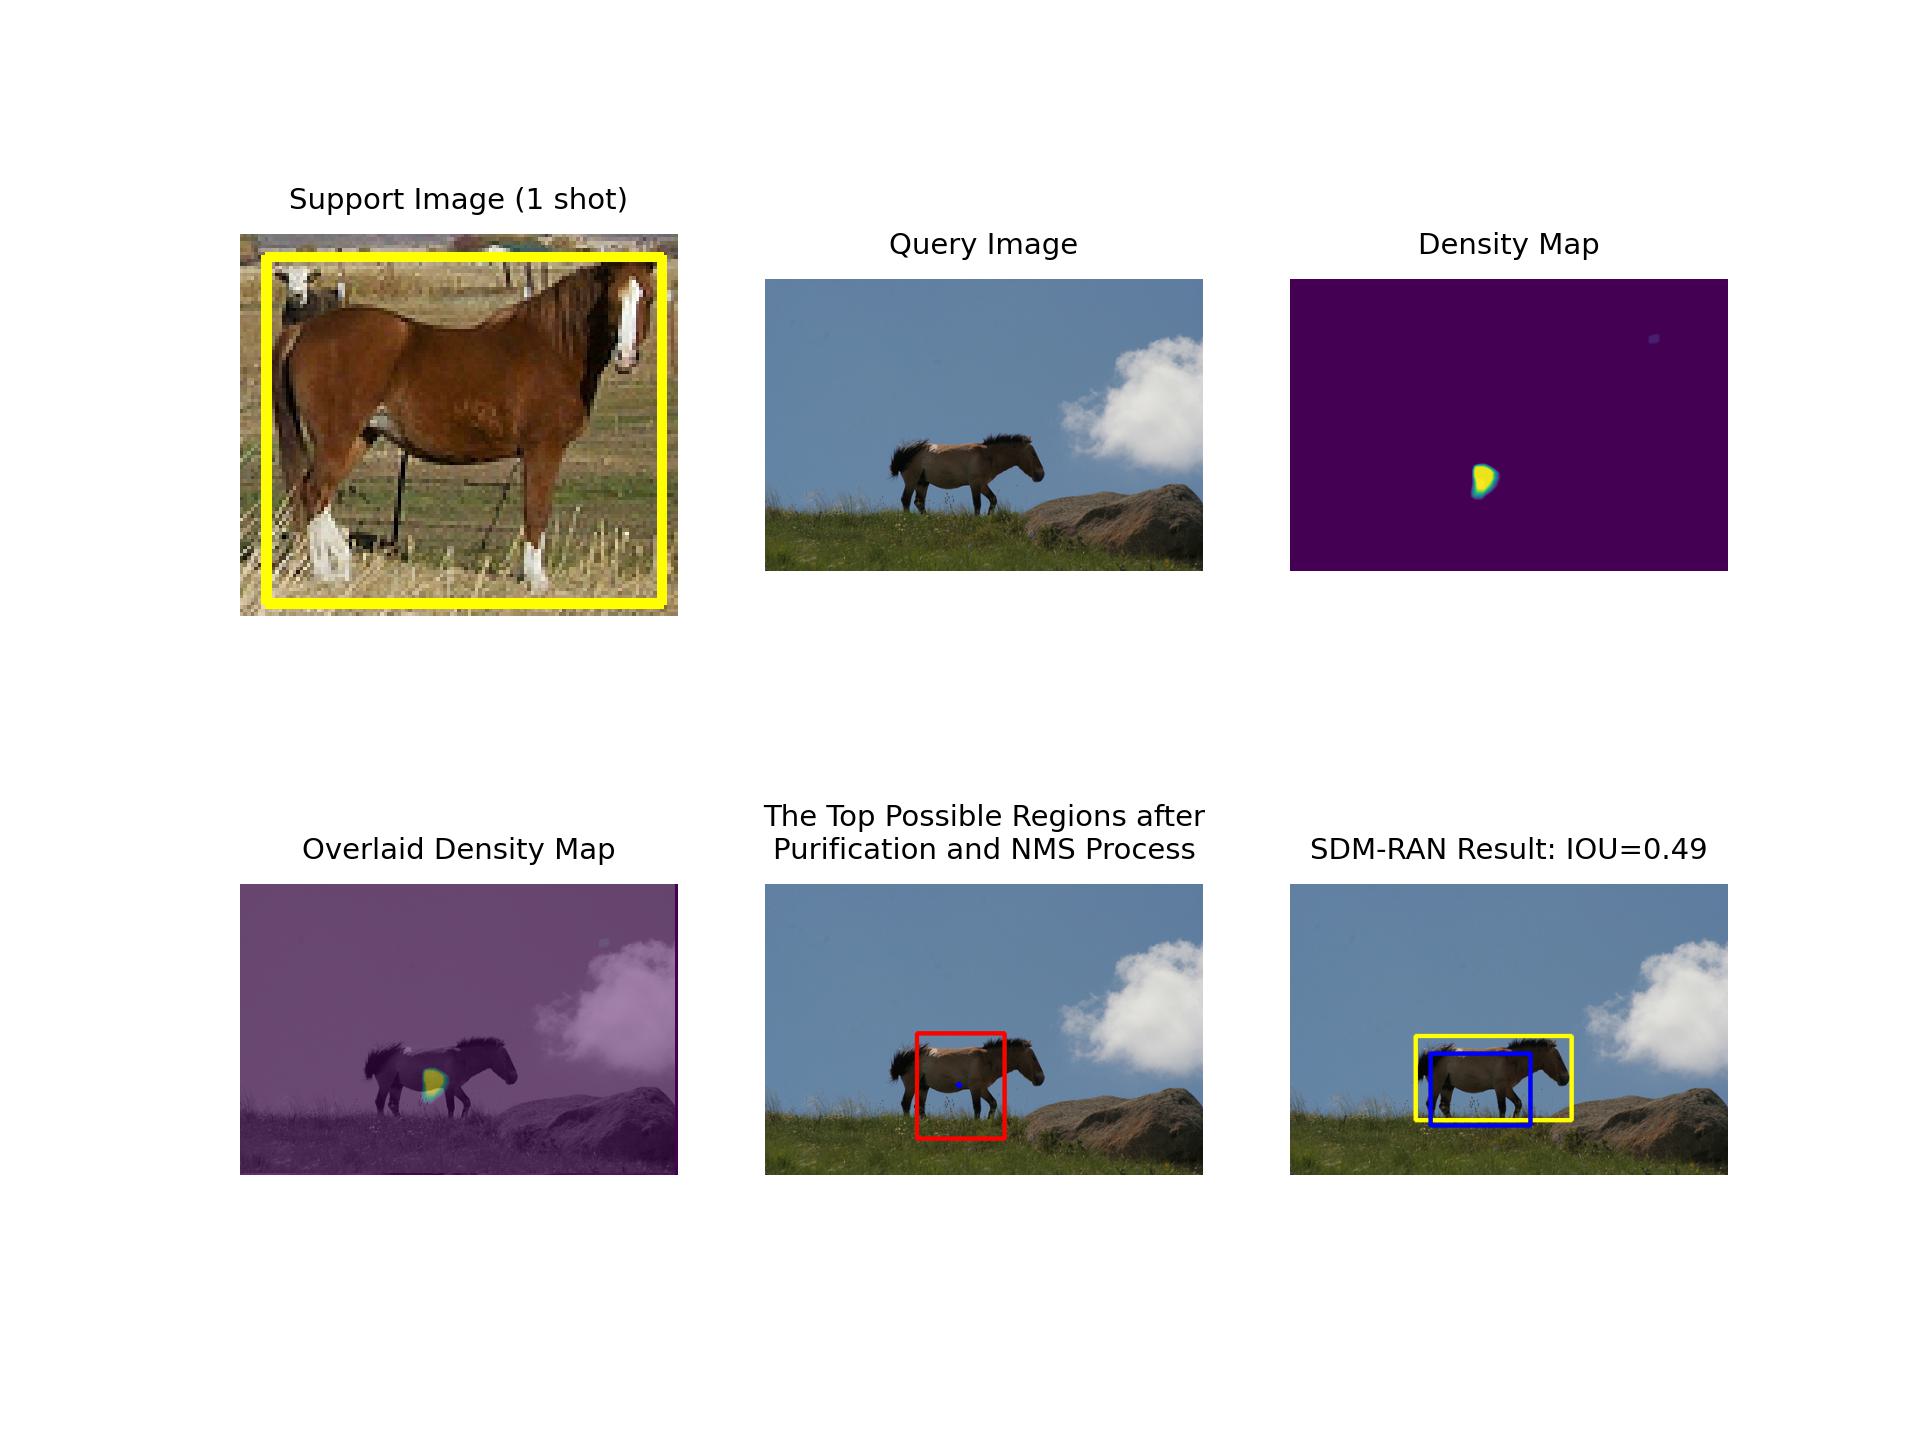 Support Image (1 shot)
Query Image
Density Map
Overlaid Density Map
The Top Possible Regions after
Purification and NMS Process
SDM-RAN Result: IOU=0.49